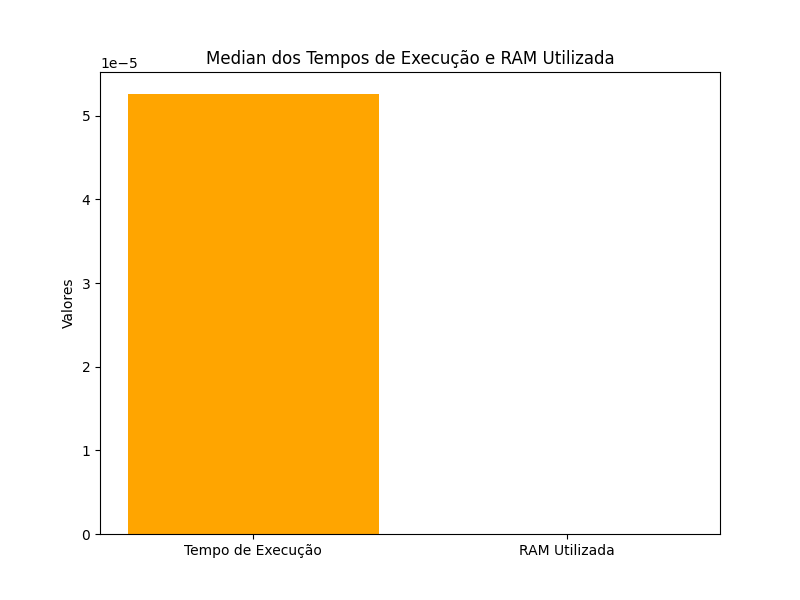 Median dos Tempos de Execução e RAM Utilizada
1e−5
5
4
3
2
1
0
Valores
Tempo de Execução
RAM Utilizada